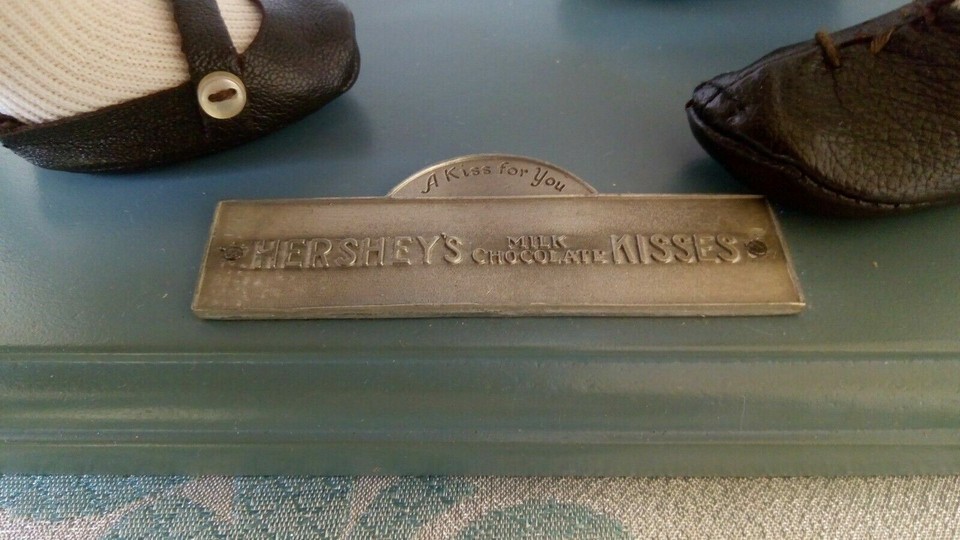 A Kiss for You
HERSHEY'S MILK CHOCOLATE KISSES